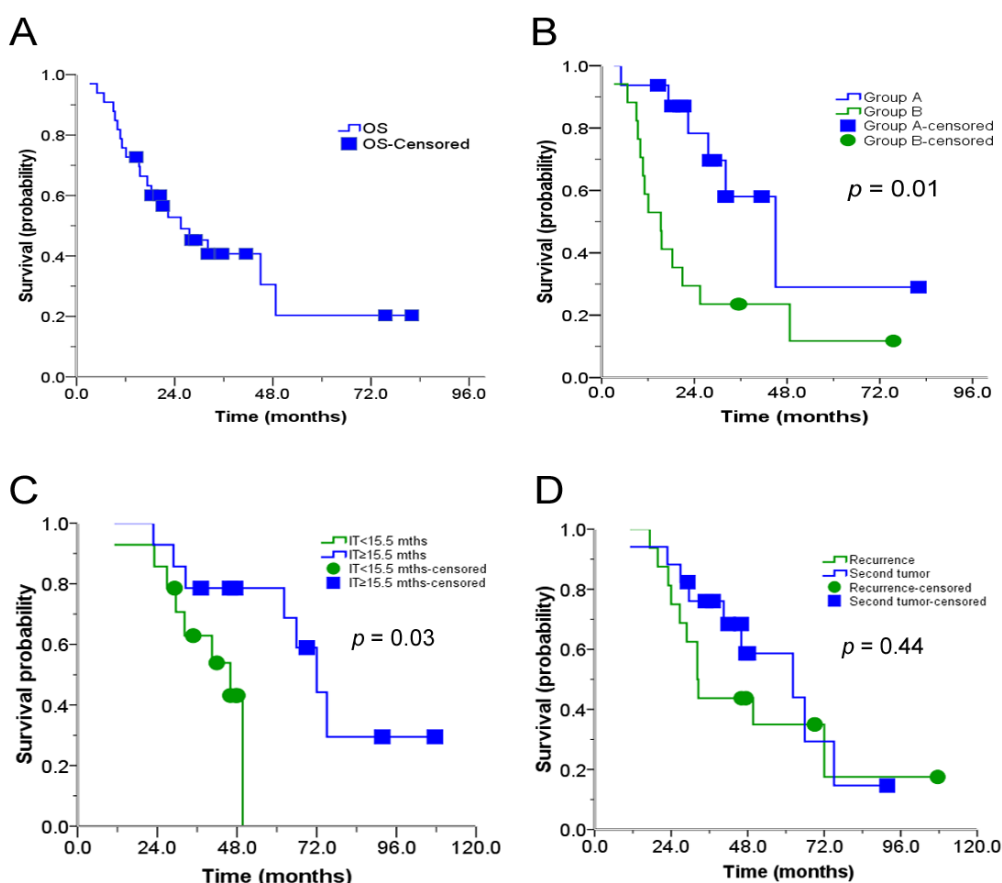 A
Survival (probability)
1.0
0.8
0.6
0.4
0.2
0.0
0.0 24.0 48.0 72.0 96.0
Time (months)
OS
OS-Censored
B
Survival (probability)
1.0
0.8
0.6
0.4
0.2
0.0
0.0 24.0 48.0 72.0 96.0
Time (months)
Group A
Group B
Group A-censored
Group B-censored
p = 0.01
C
Survival probability
1.0
0.8
0.6
0.4
0.2
0.0
0.0 24.0 48.0 72.0 96.0 120.0
Time (months)
IT<15.5 mths
IT≥15.5 mths
IT<15.5 mths-censored
IT≥15.5 mths-censored
p = 0.03
D
Survival (probability)
1.0
0.8
0.6
0.4
0.2
0.0
0.0 24.0 48.0 72.0 96.0 120.0
Time (months)
Recurrence
Second tumor
Recurrence-censored
Second tumor-censored
p = 0.44